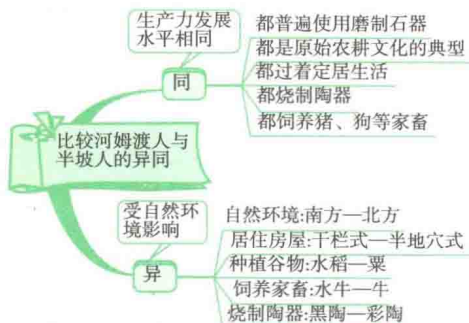 生产力发展
水平相同
同
都普遍使用磨制石器
都是原始农耕文化的典型
都过着定居生活
都烧制陶器
都饲养猪、狗等家畜
比较河姆渡人与
半坡人的异同
受自然环
境影响
异
自然环境:南方—北方
居住房屋:干栏式—半地穴式
种植谷物:水稻—粟
饲养家畜:水牛—牛
烧制陶器:黑陶—彩陶